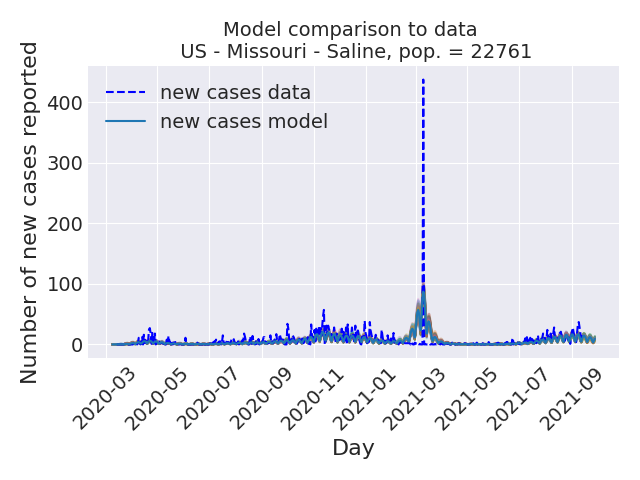 Model comparison to data
US - Missouri - Saline, pop. = 22761
Number of new cases reported
400
300
200
100
0
new cases data
new cases model
2020-03
2020-05
2020-07
2020-09
2020-11
2021-01
2021-03
2021-05
2021-07
2021-09
Day